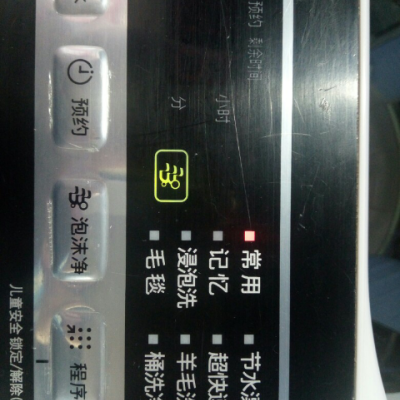 预约 剩余时间
小时
分
常用 节水
记忆 超快
浸泡洗 羊毛
毛毯 桶洗
预约 泡沫净 程序
儿童安全 锁定/解除(